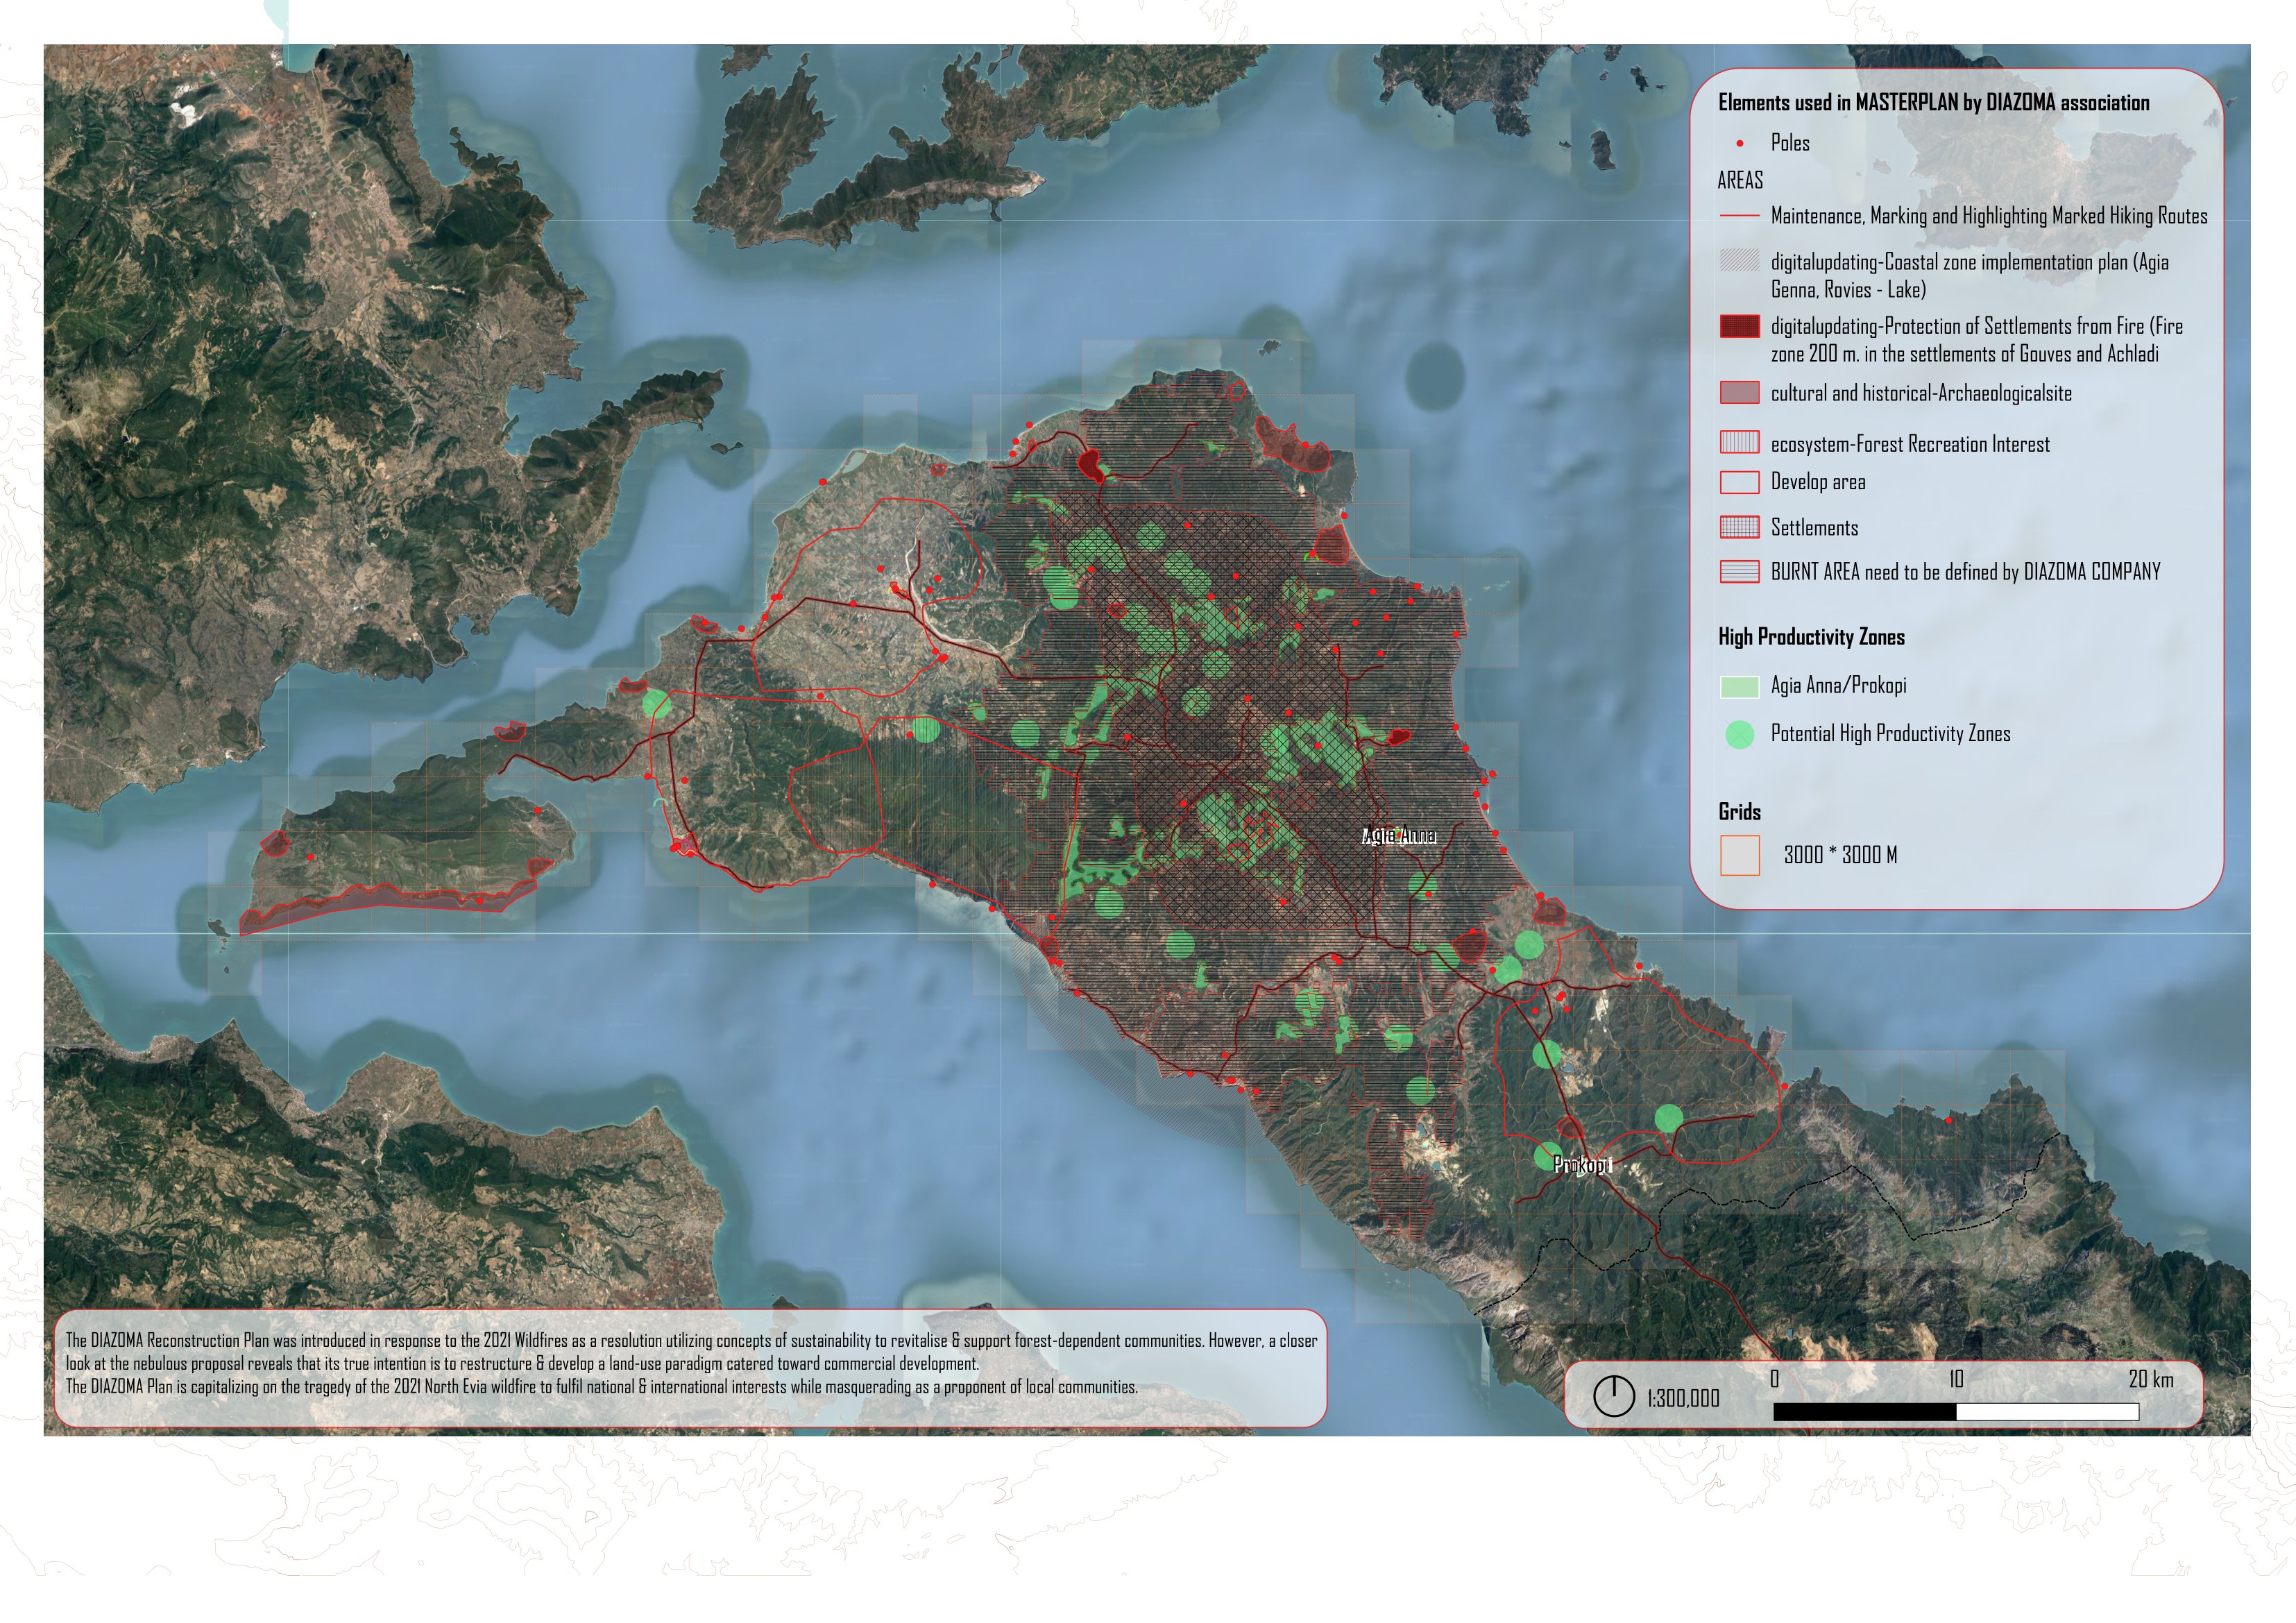 Elements used in MASTERPLAN by DIAZOMA association
Poles
AREAS
Maintenance, Marking and Highlighting Marked Hiking Routes
digitalupdating-Coastal zone implementation plan (Agia
Genna, Rovies - Lake)
digitalupdating-Protection of Settlements from Fire (Fire
zone 200 m. in the settlements of Gouves and Achladi
cultural and historical-Archaeologicalsite
ecosystem-Forest Recreation Interest
Develop area
Settlements
BURNT AREA need to be defined by DIAZOMA COMPANY
High Productivity Zones
Agia Anna/Prokopi
Potential High Productivity Zones
Grids
3000 * 3000 M
Agia Anna
Prokopi
The DIAZOMA Reconstruction Plan was introduced in response to the 2021 Wildfires as a resolution utilizing concepts of sustainability to revitalise & support forest-dependent communities. However, a closer
look at the nebulous proposal reveals that its true intention is to restructure & develop a land-use paradigm catered toward commercial development.
The DIAZOMA Plan is capitalizing on the tragedy of the 2021 North Evia wildfire to fulfil national & international interests while masquerading as a proponent of local communities.
1:300,000
0 10 20 km